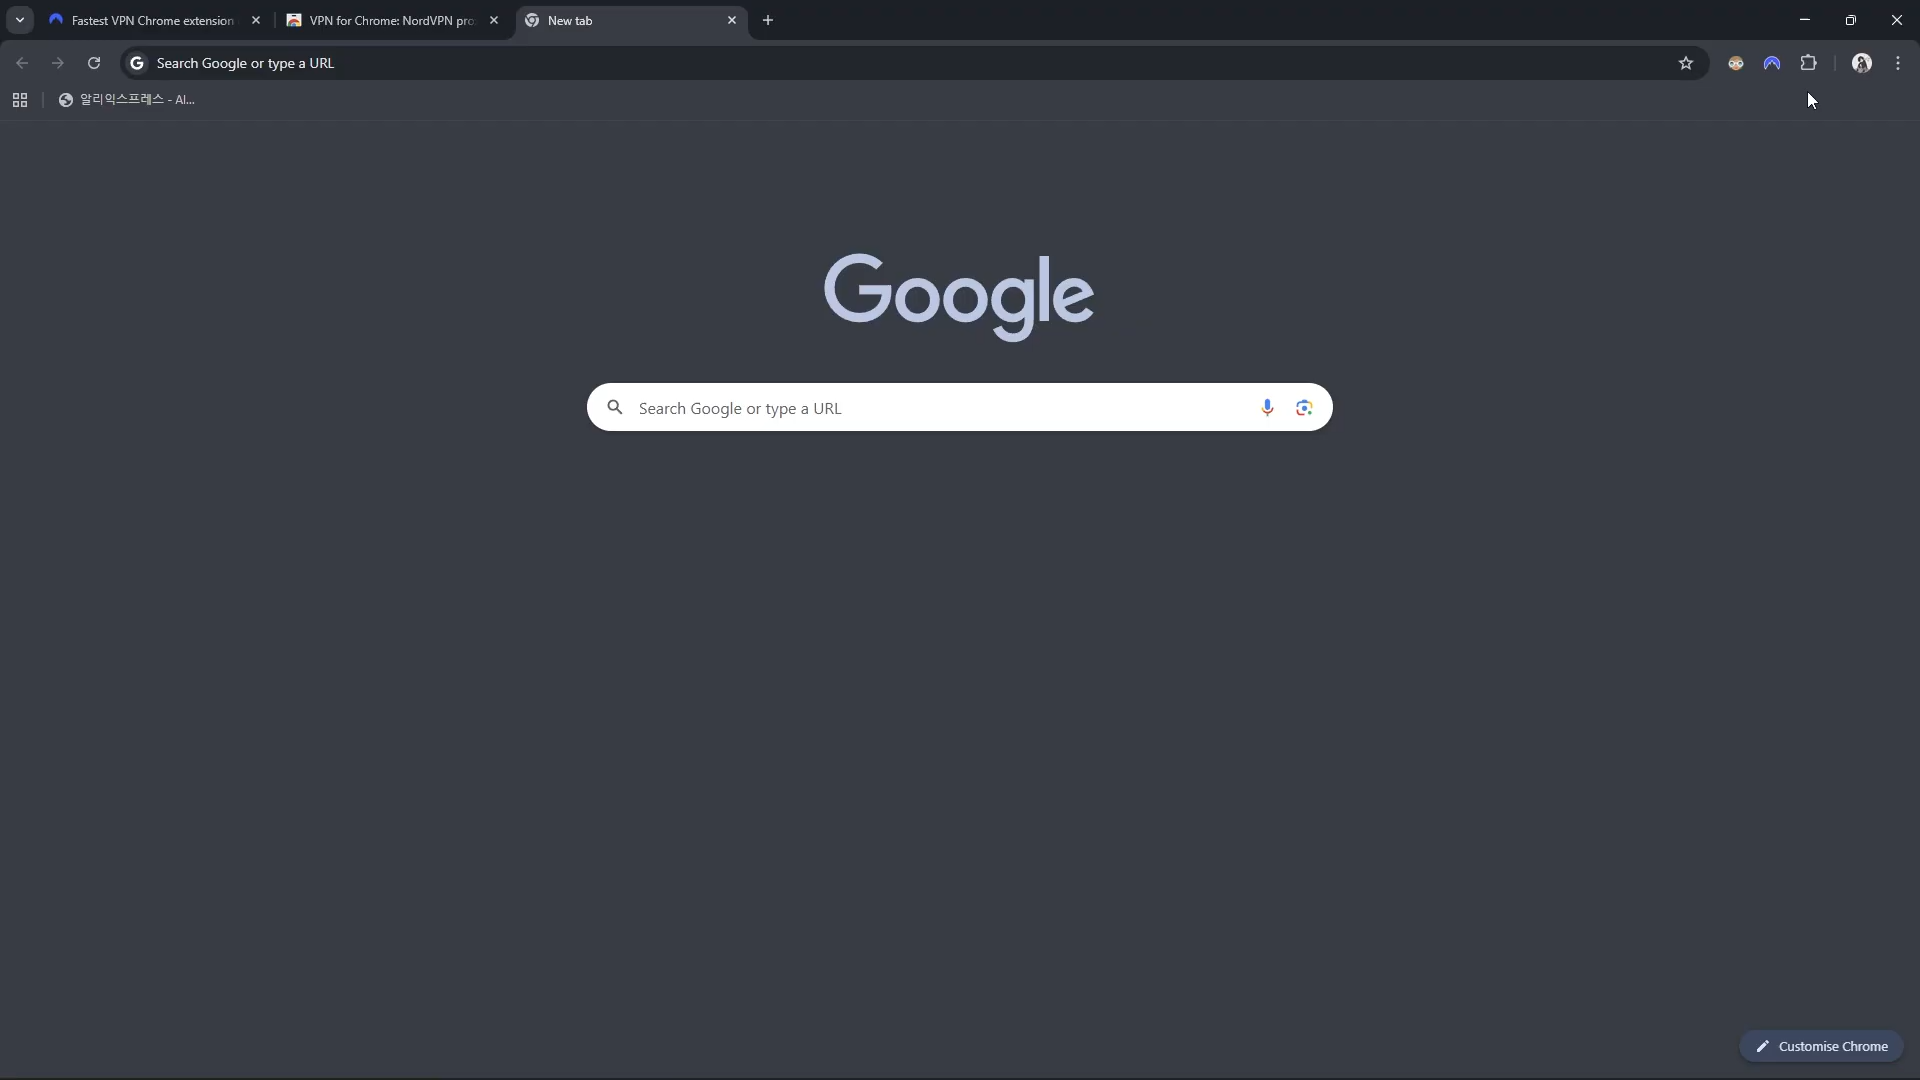 Fastest VPN Chrome extension
VPN for Chrome: NordVPN pro
New tab
Search Google or type a URL
알리익스프레스 - Al...
Google
Search Google or type a URL
Customise Chrome